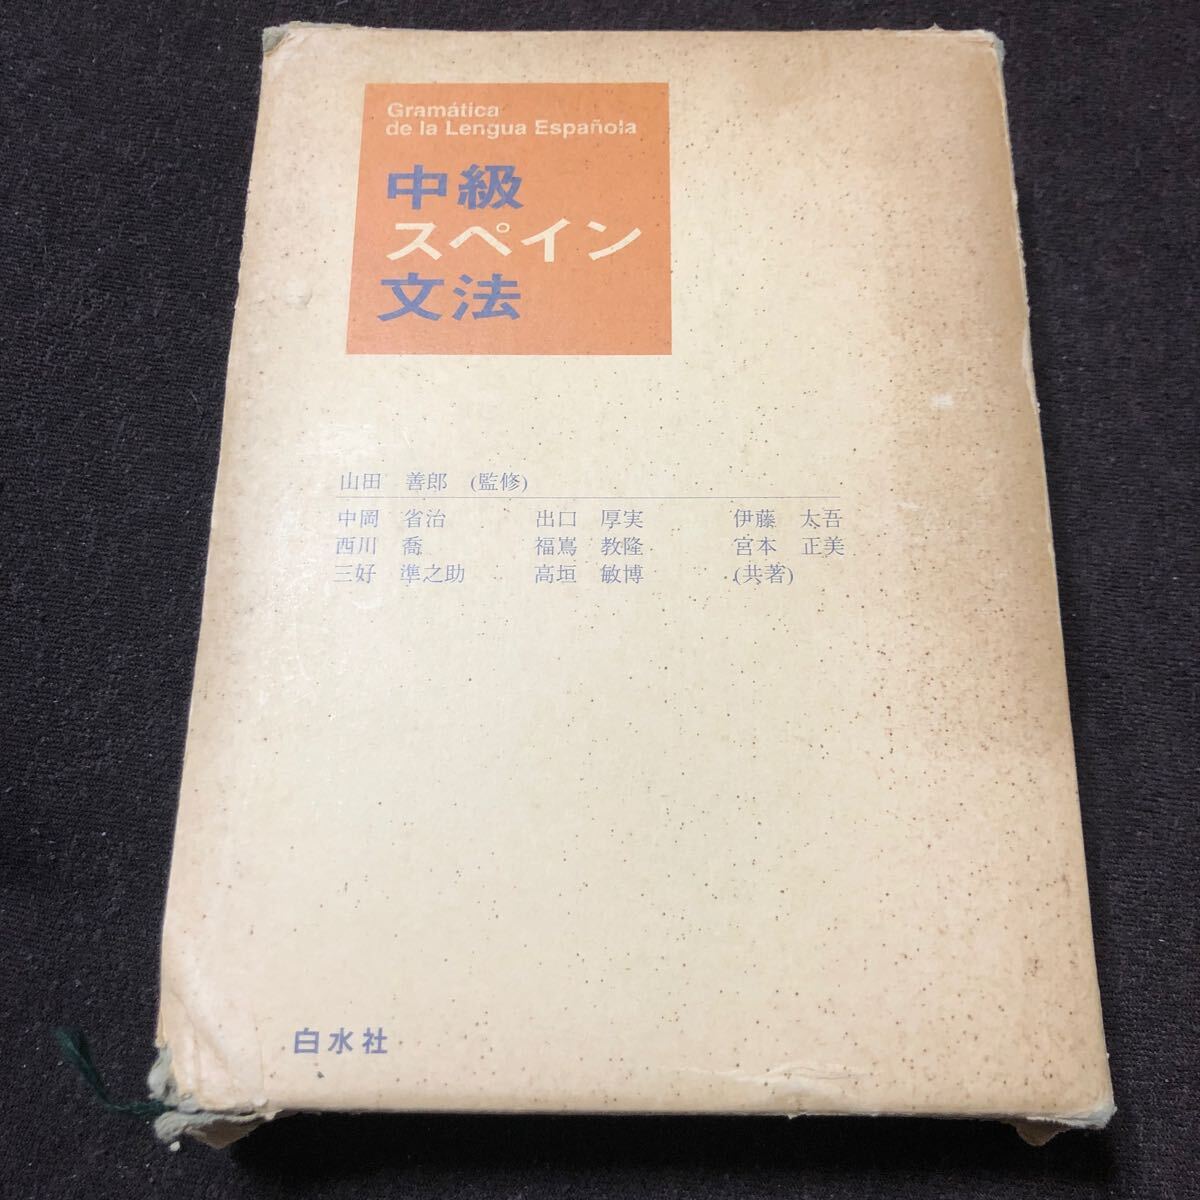 Gramática
de la Lengua Española
中級
スペイン
文法
山田 善郎 (監修)
中岡 省治 出口 厚実 伊藤 太吾
西川 喬 福嶌 教隆 宮本 正美
三好 準之助 高垣 敏博 (共著)
白水社